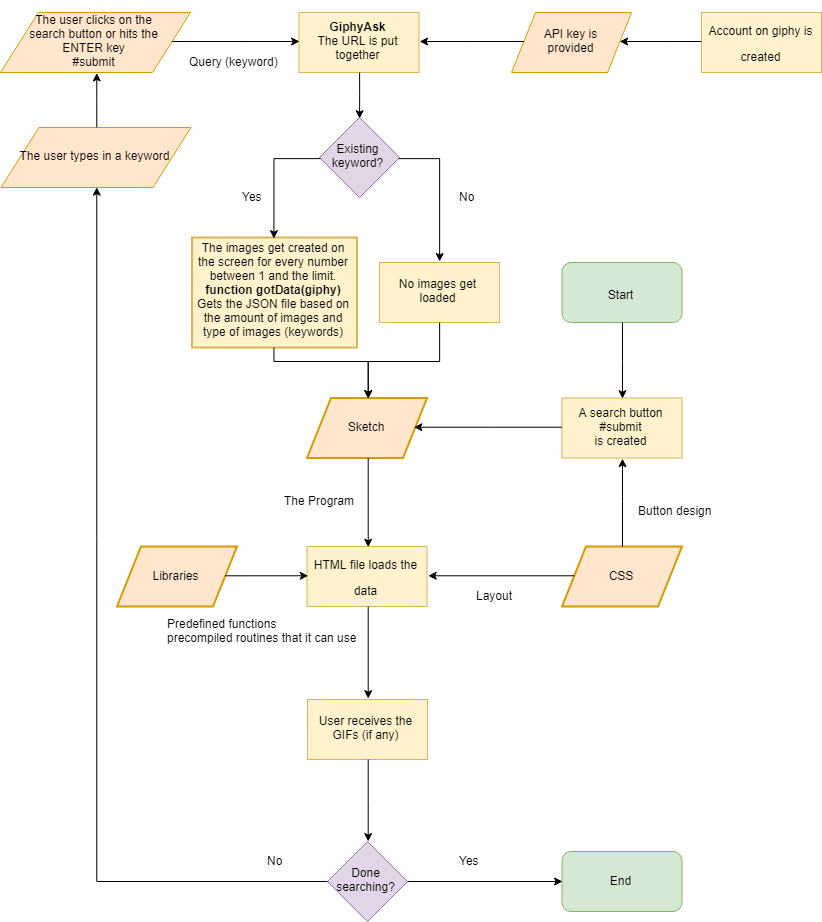 The user clicks on the
search button or hits the
ENTER key
#submit
Query (keyword)
GiphyAsk
The URL is put
together
API key is
provided
Account on giphy is
created
The user types in a keyword
Existing
keyword?
Yes
No
The images get created on
the screen for every number
between 1 and the limit.
function gotData(giphy)
Gets the JSON file based on
the amount of images and
type of images (keywords)
No images get
loaded
Start
Sketch
A search button
#submit
is created
The Program
Button design
Libraries
HTML file loads the
data
CSS
Layout
Predefined functions
precompiled routines that it can use
User receives the
GIFs (if any)
No
Done
searching?
Yes
End